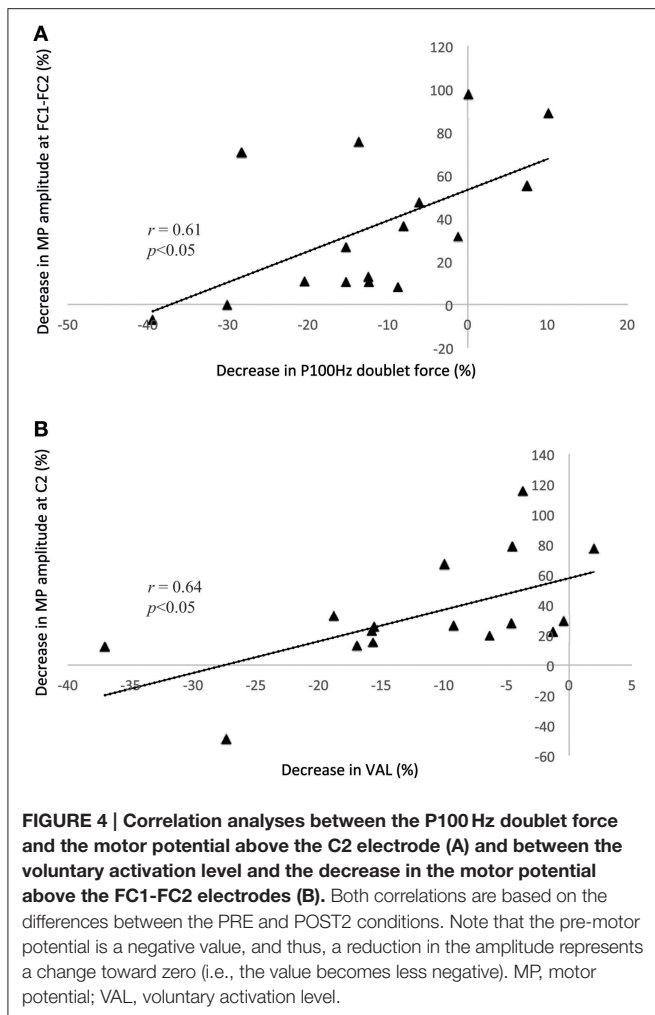 A
Decrease in MP amplitude at FC1-FC2 (%)
120
100
80
60
40
20
0
-20
r = 0.61
p<0.05
-50 -40 -30 -20 -10 0 10 20
Decrease in P100Hz doublet force (%)
B
Decrease in MP amplitude at C2 (%)
140
120
100
80
60
40
20
0
-20
-40
-60
r = 0.64
p<0.05
-40 -35 -30 -25 -20 -15 -10 -5 0 5
Decrease in VAL (%)
FIGURE 4 | Correlation analyses between the P100 Hz doublet force
and the motor potential above the C2 electrode (A) and between the
voluntary activation level and the decrease in the motor potential
above the FC1-FC2 electrodes (B). Both correlations are based on the
differences between the PRE and POST2 conditions. Note that the pre-motor
potential is a negative value, and thus, a reduction in the amplitude represents
a change toward zero (i.e., the value becomes less negative). MP, motor
potential; VAL, voluntary activation level.